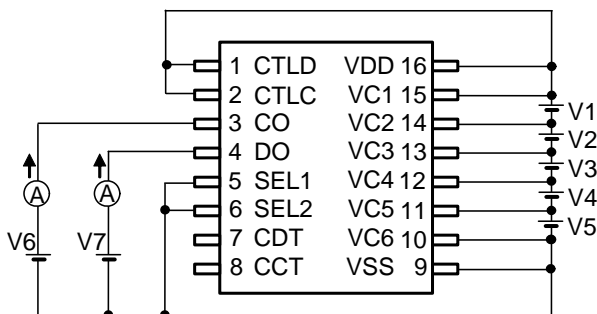 1 CTLD VDD 16
2 CTLC VC1 15
V1
3 CO VC2 14
V2
4 DO VC3 13
V3
A A 5 SEL1 VC4 12
V4
6 SEL2 VC5 11
V5
V6 V7 7 CDT VC6 10
8 CCT VSS 9